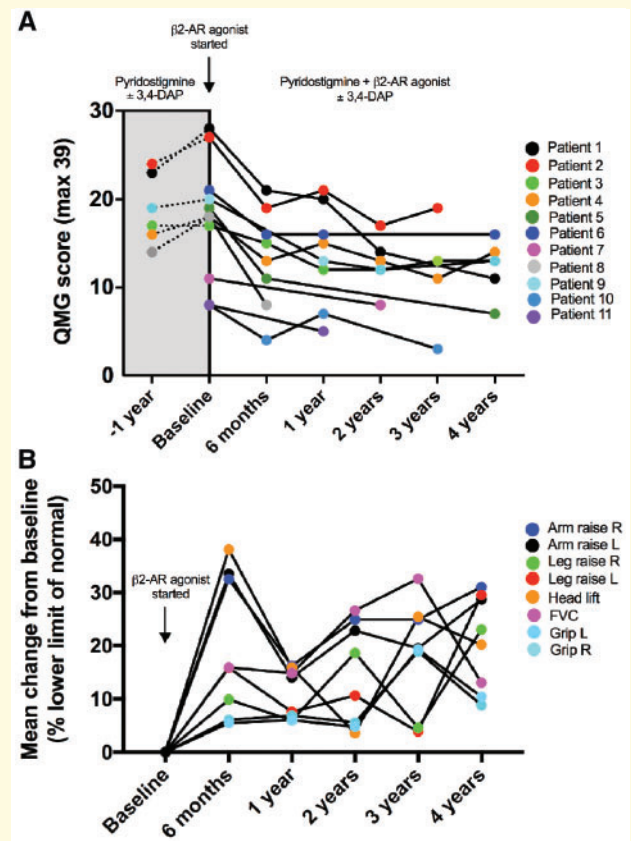 A
β2-AR agonist
started
Pyridostigmine
± 3,4-DAP
Pyridostigmine + β2-AR agonist
± 3,4-DAP
QMG score (max 39)
30
20
10
0
-1 year
Baseline
6 months
1 year
2 years
3 years
4 years
Patient 1
Patient 2
Patient 3
Patient 4
Patient 5
Patient 6
Patient 7
Patient 8
Patient 9
Patient 10
Patient 11
B
β2-AR agonist
started
Mean change from baseline
(% lower limit of normal)
50
40
30
20
10
0
Baseline
6 months
1 year
2 years
3 years
4 years
Arm raise R
Arm raise L
Leg raise R
Leg raise L
Head lift
FVC
Grip L
Grip R